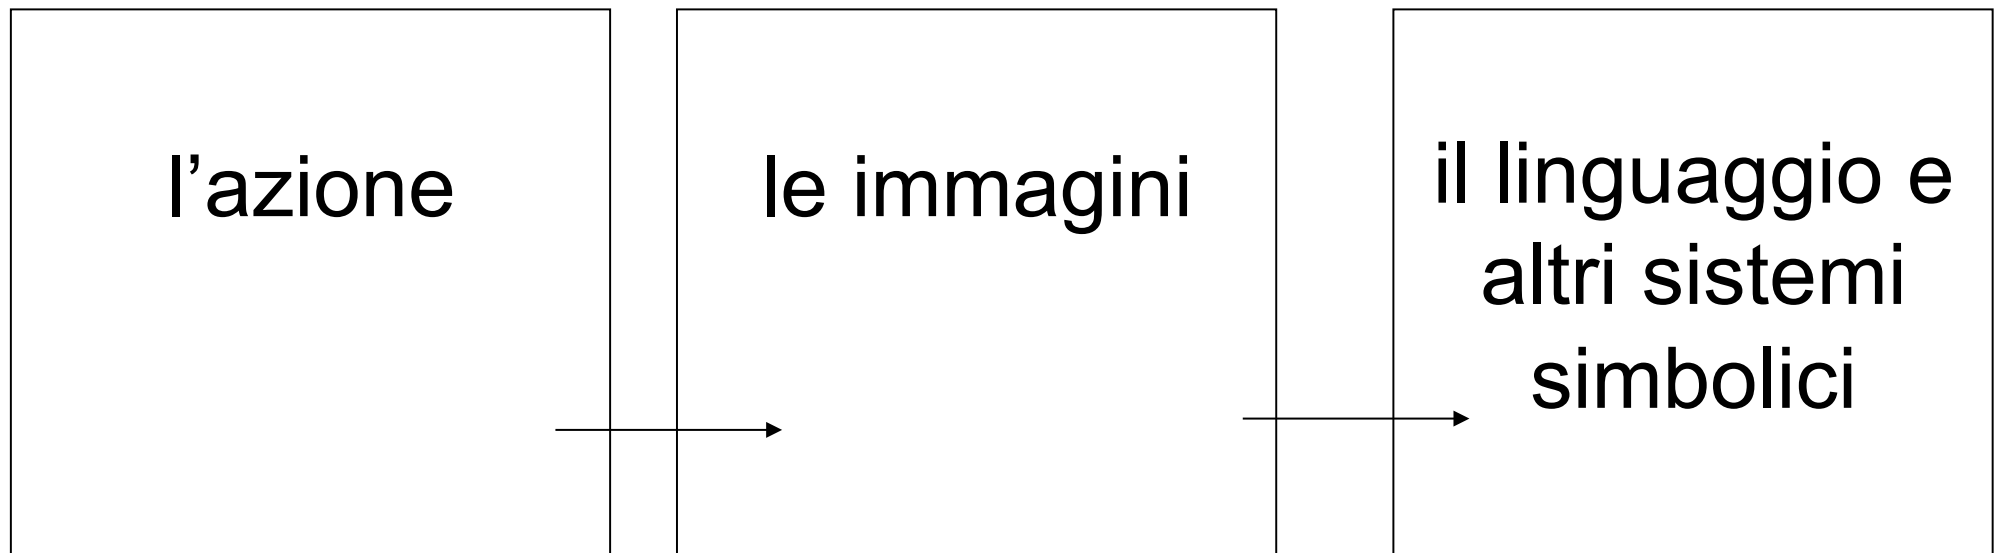 l’azione
le immagini
il linguaggio e
altri sistemi
simbolici